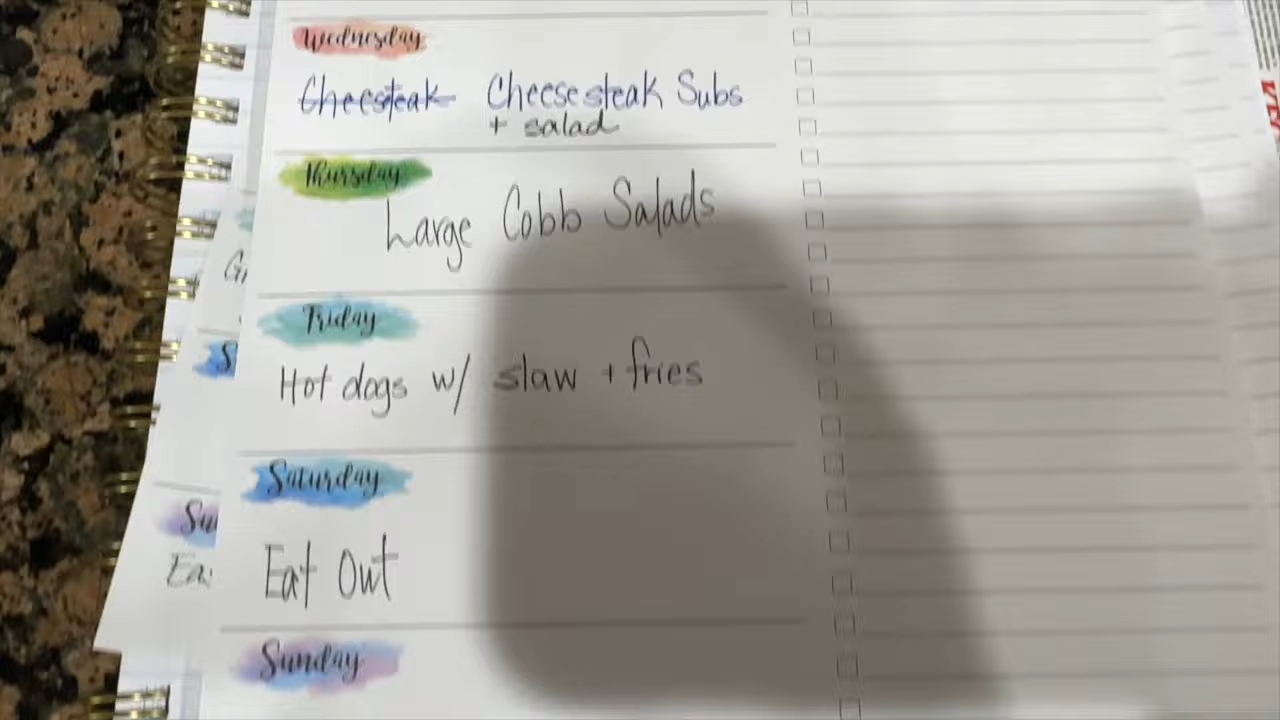 Wednesday
Cheesteak Cheesesteak Subs
+ salad
Thursday
Large Cobb Salads
Friday
Hot dogs w/ slaw + fries
Saturday
Eat Out
Sunday